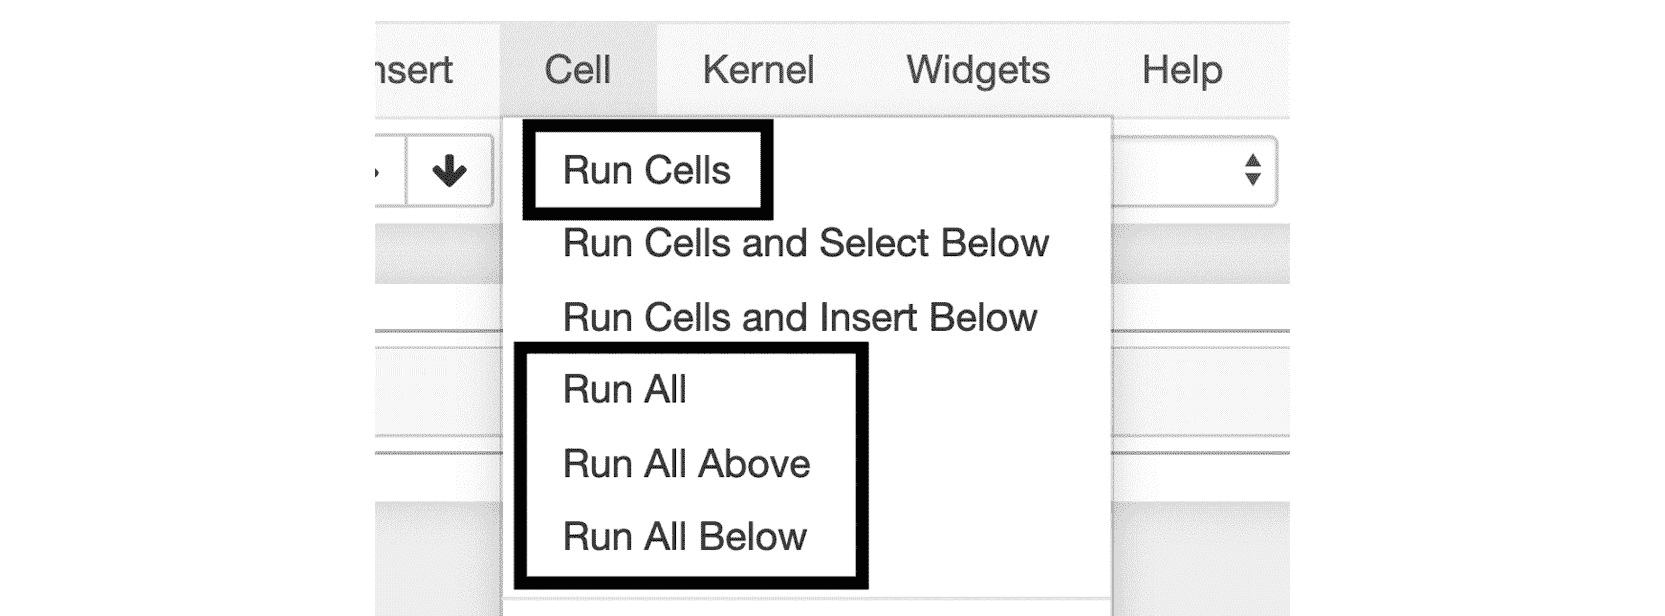 nsert Cell Kernel Widgets Help
Run Cells
Run Cells and Select Below
Run Cells and Insert Below
Run All
Run All Above
Run All Below